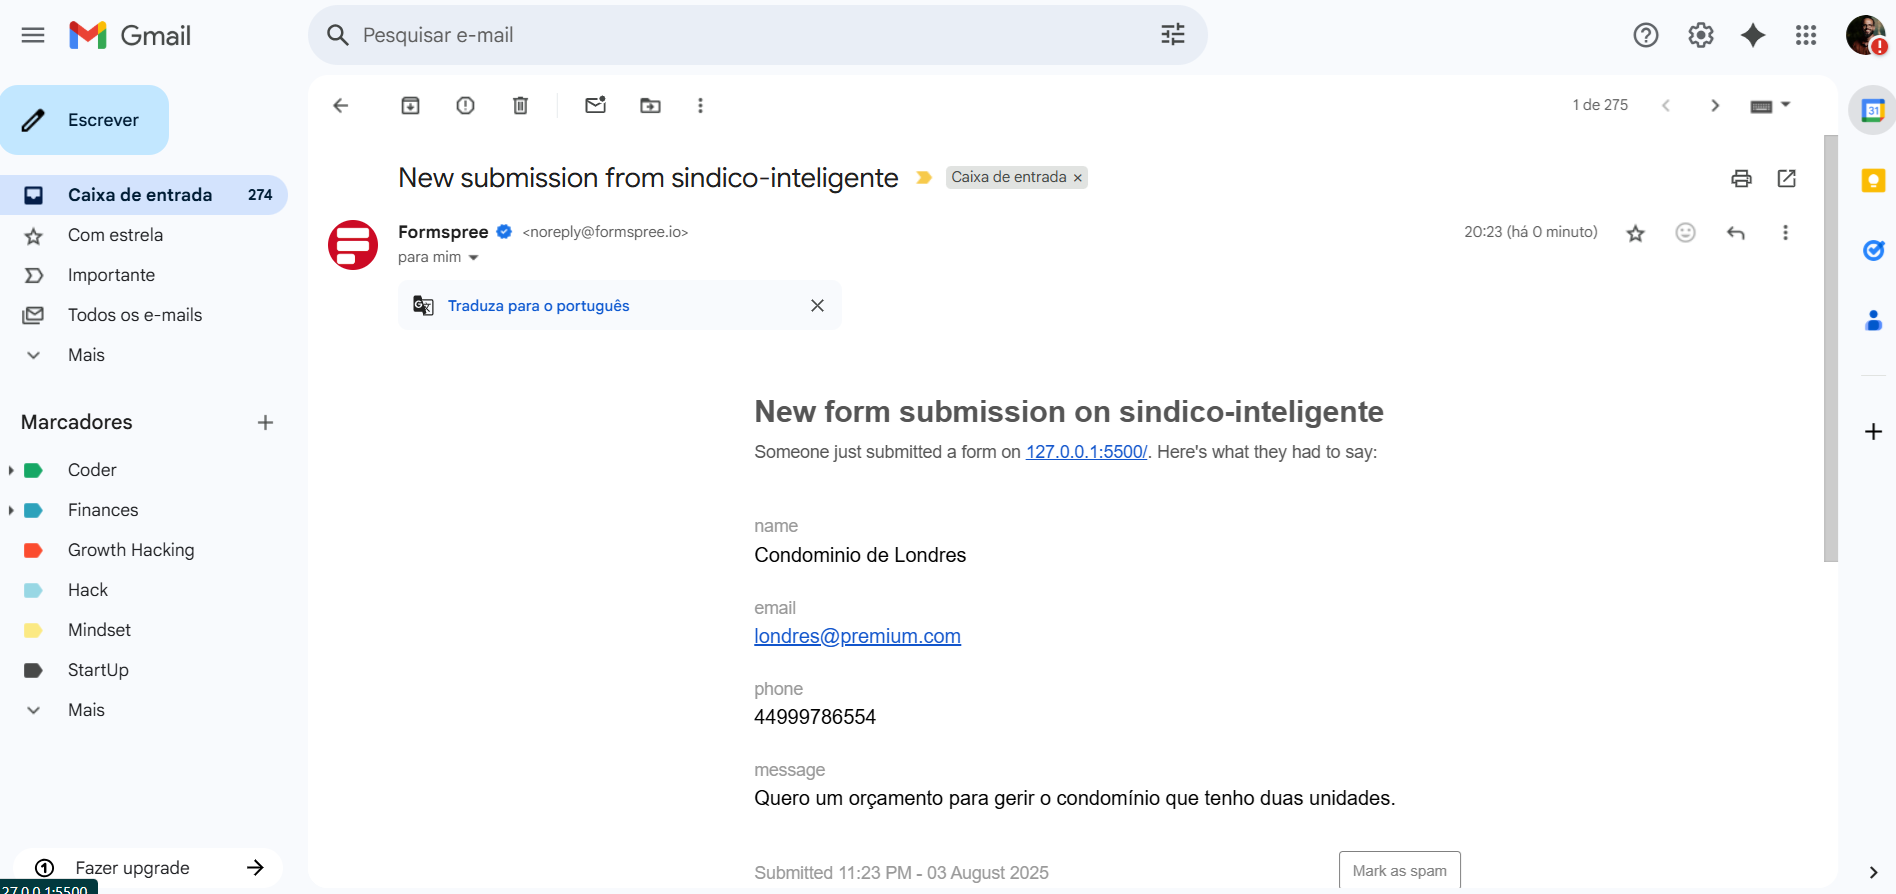 Gmail
Pesquisar e-mail
Escrever
1 de 275
31
Caixa de entrada 274
Com estrela
Importante
Todos os e-mails
Mais
Marcadores
Coder
Finances
Growth Hacking
Hack
Mindset
StartUp
Mais
Fazer upgrade
127.0.0.1:5500
New submission from sindico-inteligente
Caixa de entrada ×
Formspree <noreply@formspree.io>
20:23 (há 0 minuto)
para mim
Traduza para o português
New form submission on sindico-inteligente
Someone just submitted a form on 127.0.0.1:5500/. Here's what they had to say:
name
Condominio de Londres
email
londres@premium.com
phone
44999786554
message
Quero um orçamento para gerir o condomínio que tenho duas unidades.
Submitted 11:23 PM - 03 August 2025
Mark as spam